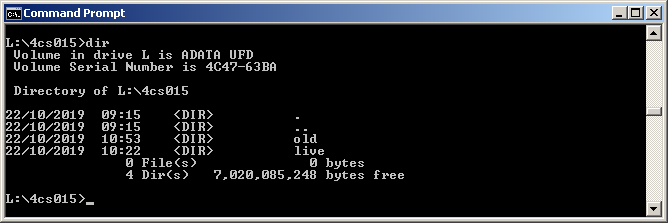 Command Prompt
L:\4cs015>dir
 Volume in drive L is ADATA UFD
 Volume Serial Number is 4C47-63BA
 Directory of L:\4cs015
22/10/2019  09:15    <DIR>          .
22/10/2019  09:15    <DIR>          ..
22/10/2019  10:53    <DIR>          old
22/10/2019  10:22    <DIR>          live
               0 File(s)              0 bytes
               4 Dir(s)   7,020,085,248 bytes free
L:\4cs015>_